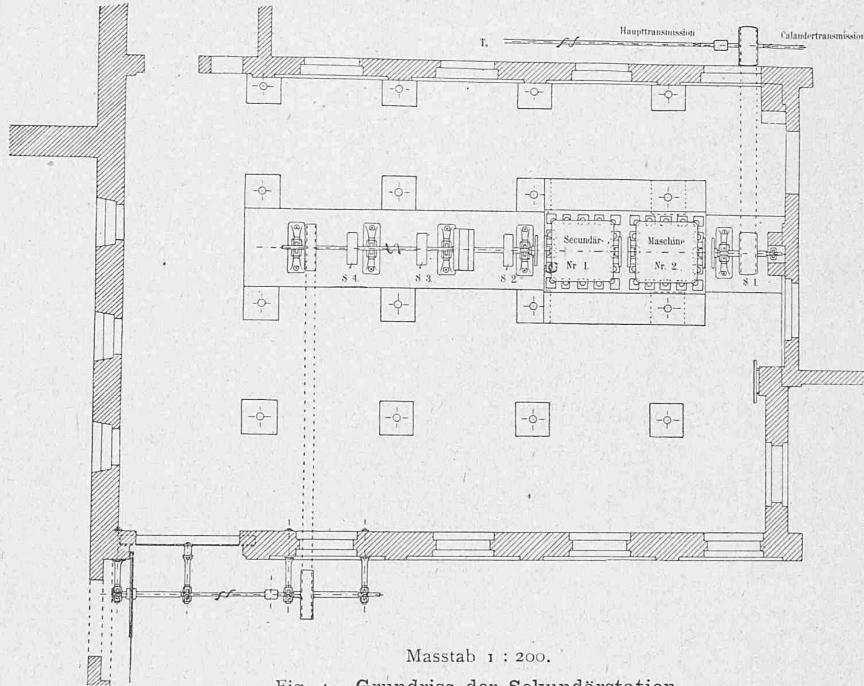 T. Haupttransmission Calandertransmission
Secundär- Maschine
Nr 1. Nr. 2.
S 4. S 3. S 2 S 1.
Masstab 1 : 200.
Grundriss der Sekundärstation